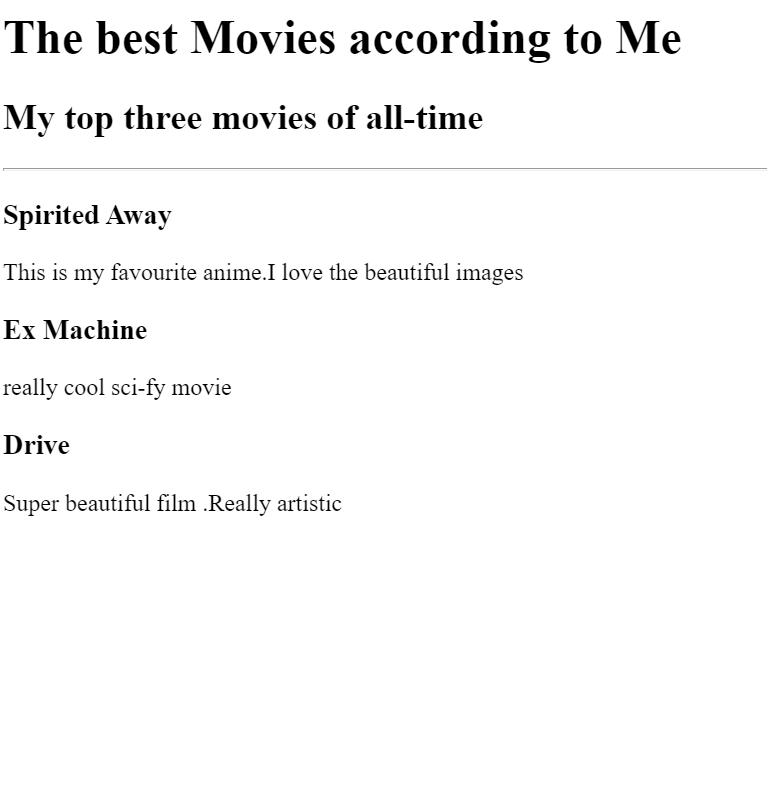 The best Movies according to Me
My top three movies of all-time
Spirited Away
This is my favourite anime.I love the beautiful images
Ex Machine
really cool sci-fy movie
Drive
Super beautiful film .Really artistic